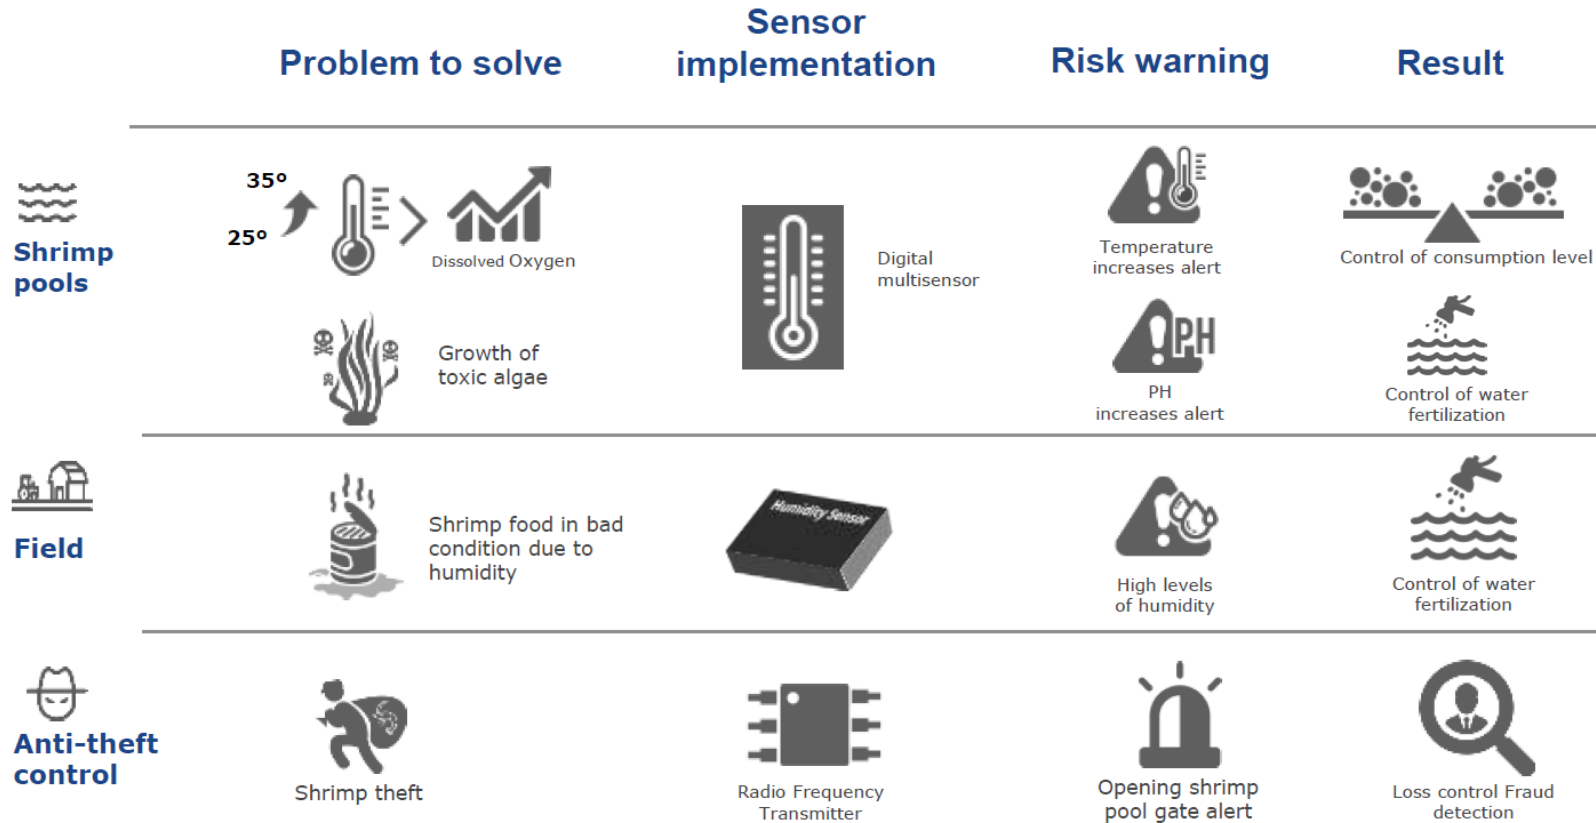 Problem to solve
Sensor
implementation
Risk warning
Result
Shrimp
pools
35º
25º
Dissolved Oxygen
Growth of
toxic algae
Digital
multisensor
Temperature
increases alert
PH
PH
increases alert
Control of consumption level
Control of water
fertilization
Field
Shrimp food in bad
condition due to
humidity
Humidity Sensor
High levels
of humidity
Control of water
fertilization
Anti-theft
control
Shrimp theft
Radio Frequency
Transmitter
Opening shrimp
pool gate alert
Loss control Fraud
detection